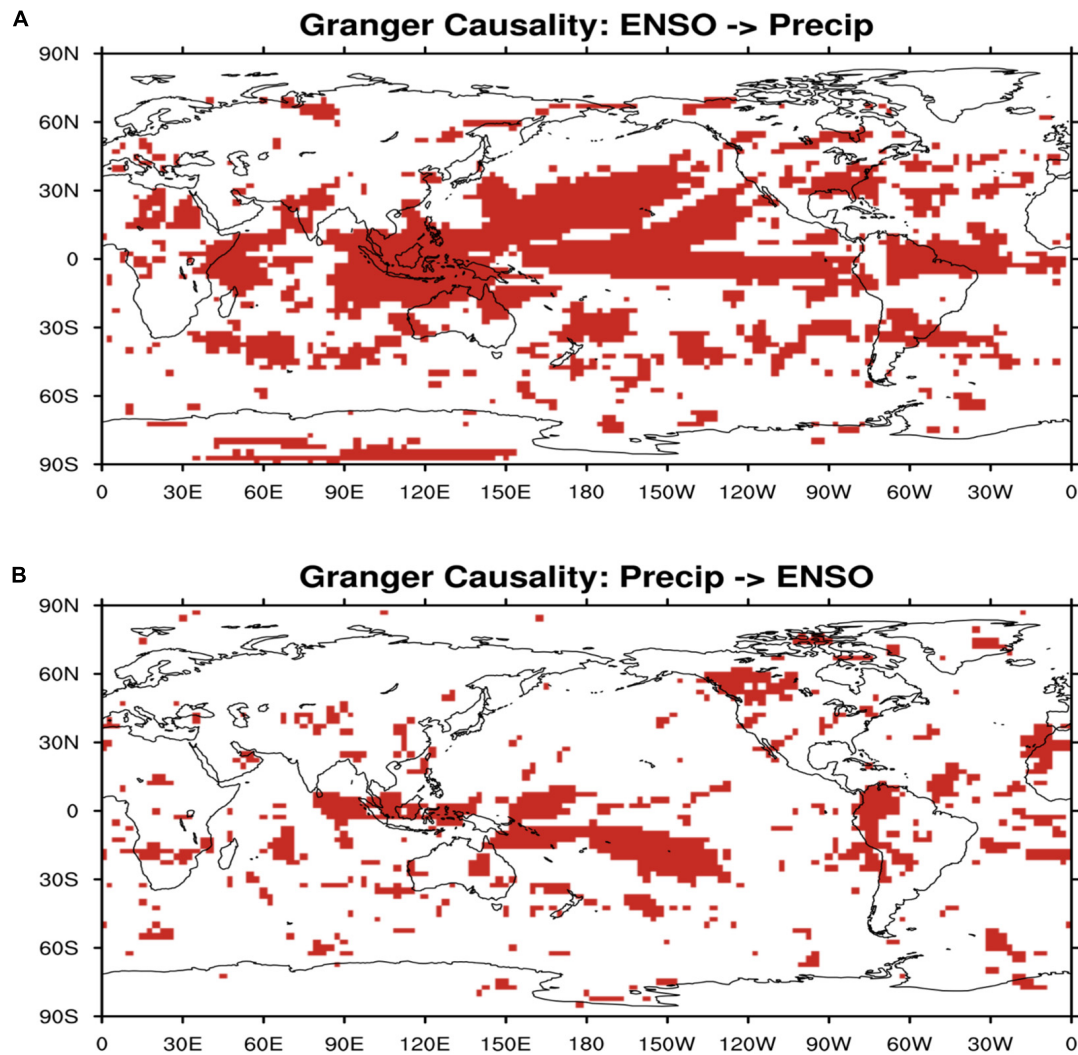 A
Granger Causality: ENSO -> Precip
90N
60N
30N
0
30S
60S
90S
0 30E 60E 90E 120E 150E 180 150W 120W 90W 60W 30W 0
B
Granger Causality: Precip -> ENSO
90N
60N
30N
0
30S
60S
90S
0 30E 60E 90E 120E 150E 180 150W 120W 90W 60W 30W 0